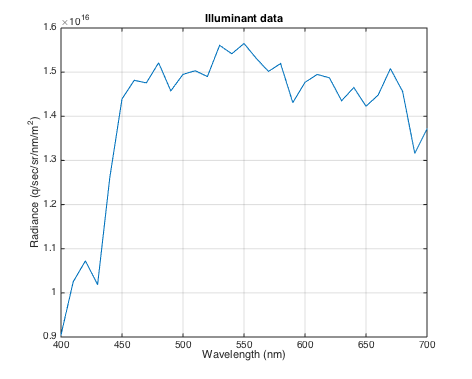 Illuminant data
×10^16
1.6
1.5
1.4
1.3
1.2
1.1
1
0.9
Radiance (q/sec/sr/nm/m^2)
400 450 500 550 600 650 700
Wavelength (nm)